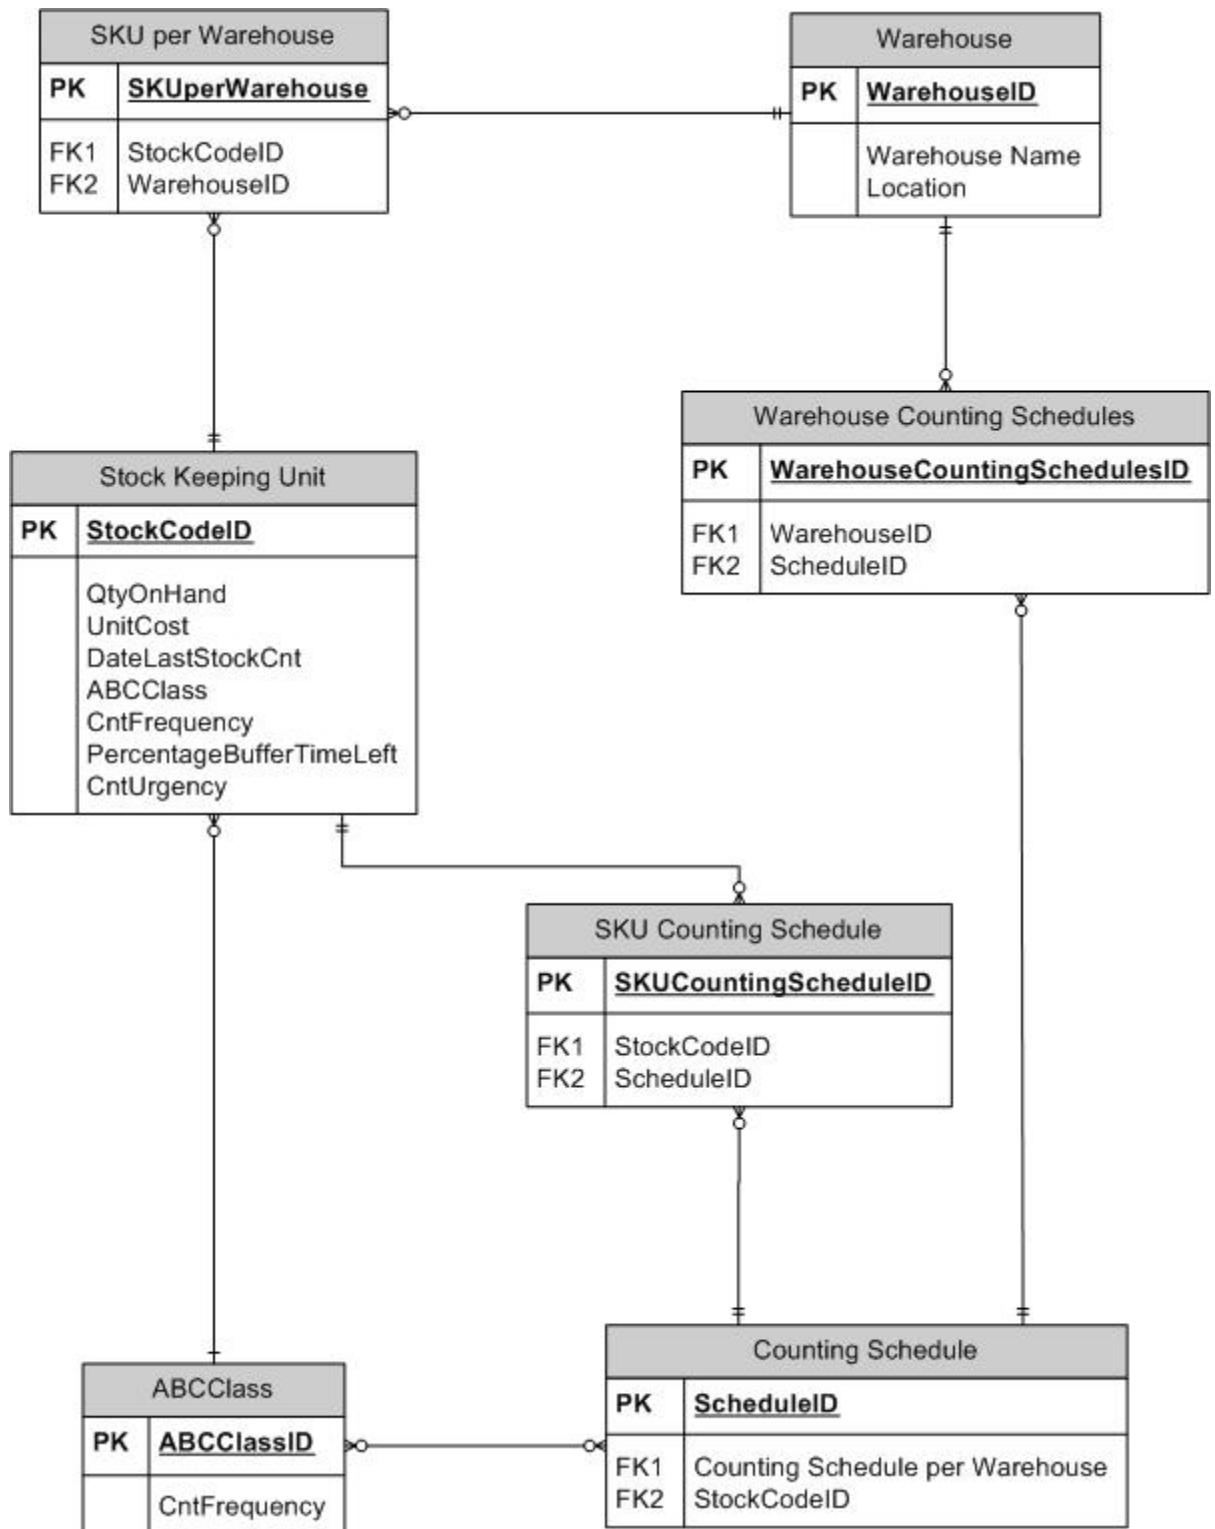 SKU per Warehouse
PK SKUperWarehouse
FK1 StockCodeID
FK2 WarehouseID
Warehouse
PK WarehouseID
Warehouse Name
Location
Warehouse Counting Schedules
PK WarehouseCountingSchedulesID
FK1 WarehouseID
FK2 ScheduleID
Stock Keeping Unit
PK StockCodeID
QtyOnHand
UnitCost
DateLastStockCnt
ABCClass
CntFrequency
PercentageBufferTimeLeft
CntUrgency
SKU Counting Schedule
PK SKUCountingScheduleID
FK1 StockCodeID
FK2 ScheduleID
ABCClass
PK ABCClassID
CntFrequency
Counting Schedule
PK ScheduleID
FK1 Counting Schedule per Warehouse
FK2 StockCodeID